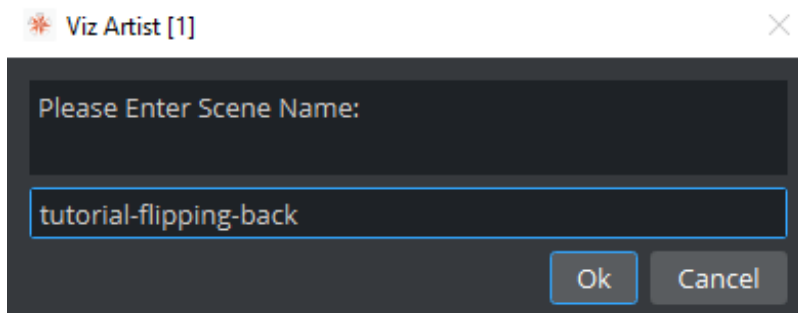 Viz Artist [1]
Please Enter Scene Name:
tutorial-flipping-back
Ok Cancel